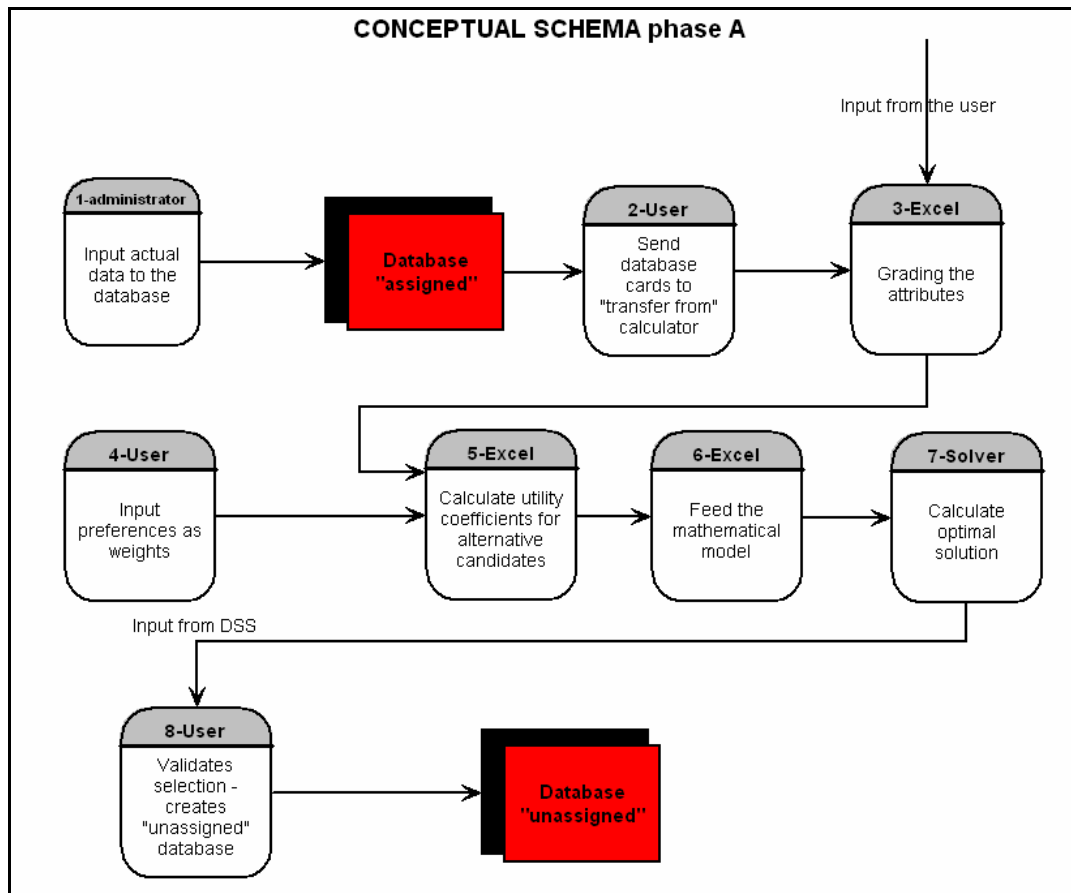 CONCEPTUAL SCHEMA phase A
Input from the user
1-administrator
Input actual
data to the
database
Database
"assigned"
2-User
Send
database
cards to
"transfer from"
calculator
3-Excel
Grading the
attributes
4-User
Input
preferences as
weights
5-Excel
Calculate utility
coefficients for
alternative
candidates
6-Excel
Feed the
mathematical
model
7-Solver
Calculate
optimal
solution
Input from DSS
8-User
Validates
selection -
creates
"unassigned"
database
Database
"unassigned"